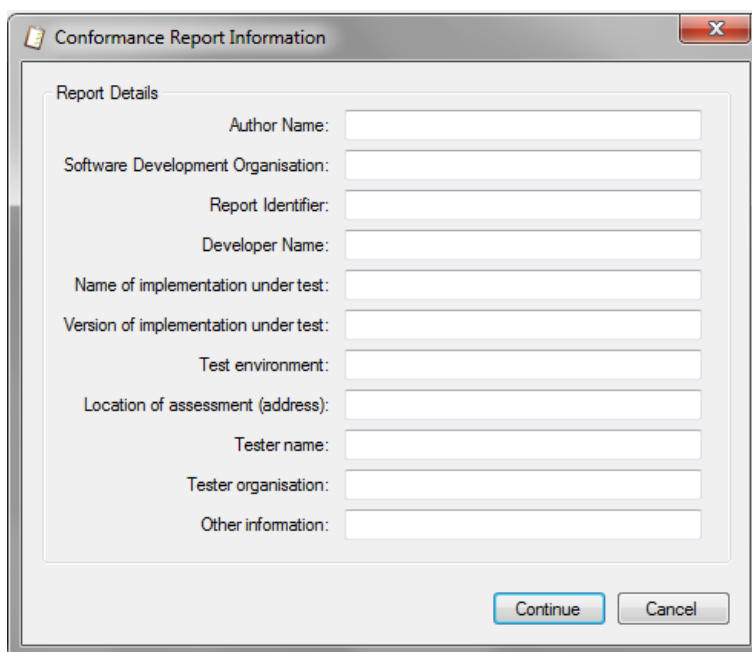 Conformance Report Information
Report Details
Author Name:
Software Development Organisation:
Report Identifier:
Developer Name:
Name of implementation under test:
Version of implementation under test:
Test environment:
Location of assessment (address):
Tester name:
Tester organisation:
Other information:
Continue Cancel